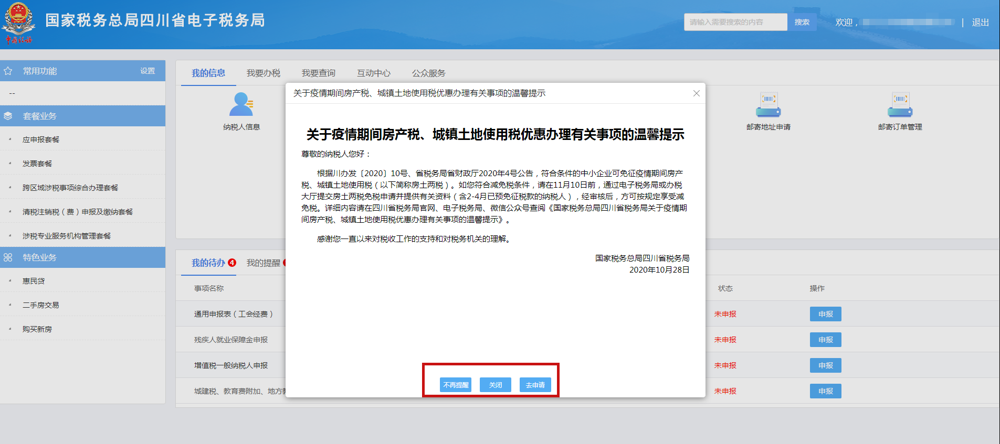 国家税务总局四川省电子税务局
请输入需要搜索的内容
搜索
欢迎，
|
退出
常用功能
设置
--
套餐业务
应申报套餐
发票套餐
跨区域涉税事项综合办理套餐
清税注销税（费）申报及缴纳套餐
涉税专业服务机构管理套餐
特色业务
惠民贷
二手房交易
购买新房
我的信息
我要办税
我要查询
互动中心
公众服务
纳税人信息
邮寄地址申请
邮寄订单管理
我的待办 4
我的提醒
事项名称
状态
操作
通用申报表（工会经费）
未申报
申报
残疾人就业保障金申报
未申报
申报
增值税一般纳税人申报
未申报
申报
城建税、教育费附加、地方
未申报
申报
关于疫情期间房产税、城镇土地使用税优惠办理有关事项的温馨提示
关于疫情期间房产税、城镇土地使用税优惠办理有关事项的温馨提示
尊敬的纳税人您好：
根据川办发〔2020〕10号、省税务局省财政厅2020年4号公告，符合条件的中小企业可免征疫情期间房产
税、城镇土地使用税（以下简称房土两税）。如您符合减免税条件，请在11月10日前，通过电子税务局或办税
大厅提交房土两税免税申请并提供有关资料（含2-4月已预免征税款的纳税人），经审核后，方可按规定享受减
免税。详细内容请在四川省税务局官网、电子税务局、微信公众号查阅《国家税务总局四川省税务局关于疫情期
间房产税、城镇土地使用税优惠办理有关事项的温馨提示》。
感谢您一直以来对税收工作的支持和对税务机关的理解。
国家税务总局四川省税务局
2020年10月28日
不再提醒
关闭
去申请